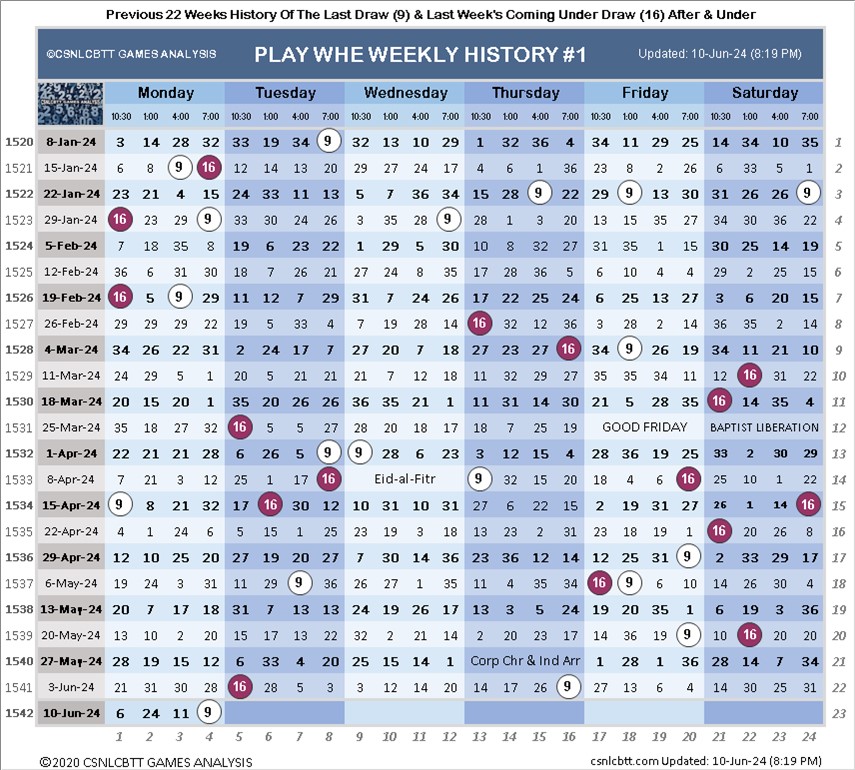 Previous 22 Weeks History Of The Last Draw (9) & Last Week's Coming Under Draw (16) After & Under
©CSNLCBTT GAMES ANALYSIS PLAY WHE WEEKLY HISTORY #1 Updated: 10-Jun-24 (8:19 PM)
CSNLCBTT GAMES ANALYSIS Monday Tuesday Wednesday Thursday Friday Saturday
10:30 1:00 4:00 7:00 10:30 1:00 4:00 7:00 10:30 1:00 4:00 7:00 10:30 1:00 4:00 7:00 10:30 1:00 4:00 7:00 10:30 1:00 4:00 7:00
1520 8-Jan-24 3 14 28 32 33 19 34 9 32 13 10 29 1 32 36 4 34 11 29 25 14 34 10 35 1
1521 15-Jan-24 6 8 9 16 12 14 13 20 29 27 24 17 4 6 1 36 23 8 2 26 6 33 5 1 2
1522 22-Jan-24 23 21 4 15 24 33 11 13 5 7 36 34 15 28 9 22 29 9 13 30 31 26 26 9 3
1523 29-Jan-24 16 23 29 9 33 30 24 26 3 35 28 9 28 1 3 20 13 15 35 27 34 30 36 22 4
1524 5-Feb-24 7 18 35 8 19 6 23 22 1 29 5 30 10 8 32 27 31 35 1 15 30 25 14 19 5
1525 12-Feb-24 36 6 31 30 18 7 26 21 27 24 8 35 17 28 36 5 6 10 4 4 29 2 25 15 6
1526 19-Feb-24 16 5 9 29 11 12 7 29 31 7 24 26 17 22 25 24 6 25 13 27 3 6 20 15 7
1527 26-Feb-24 29 29 29 22 19 5 33 4 7 19 28 14 16 32 12 36 3 28 2 14 36 35 2 14 8
1528 4-Mar-24 34 26 22 31 2 24 17 7 27 20 7 18 27 23 27 16 34 9 26 19 34 11 21 10 9
1529 11-Mar-24 24 29 5 1 20 5 21 21 21 7 12 18 11 32 29 27 35 35 34 11 12 16 31 22 10
1530 18-Mar-24 20 15 20 1 35 20 26 26 36 35 21 1 11 31 14 30 21 5 28 35 16 14 35 4 11
1531 25-Mar-24 35 18 27 32 16 5 5 27 28 20 18 17 18 7 25 19 GOOD FRIDAY BAPTIST LIBERATION 12
1532 1-Apr-24 22 21 21 28 6 26 5 9 9 28 6 23 3 12 15 4 28 36 19 25 33 2 30 29 13
1533 8-Apr-24 7 21 3 12 25 1 17 16 Eid-al-Fitr 9 32 15 20 18 4 6 16 25 10 1 22 14
1534 15-Apr-24 9 8 21 32 17 16 30 12 10 31 10 31 27 6 22 15 2 19 31 27 26 1 14 16 15
1535 22-Apr-24 4 1 24 6 5 15 1 25 23 19 3 18 13 23 2 31 23 18 19 1 16 20 26 8 16
1536 29-Apr-24 12 10 25 20 27 19 20 27 7 30 14 36 23 36 12 14 12 25 31 9 2 33 29 17 17
1537 6-May-24 19 24 3 31 11 29 9 36 26 27 1 35 11 4 35 34 16 9 6 10 14 26 30 4 18
1538 13-May-24 20 7 17 18 31 7 13 13 24 19 26 17 13 3 5 24 19 20 35 1 6 19 3 36 19
1539 20-May-24 13 10 2 20 15 17 13 22 32 2 21 14 2 20 23 17 14 36 19 9 10 16 20 20 20
1540 27-May-24 28 19 15 12 6 33 4 20 25 15 14 1 Corp Chr & Ind Arr 1 28 1 36 28 14 7 34 21
1541 3-Jun-24 21 31 30 28 16 28 5 3 3 12 14 20 14 17 26 9 27 13 6 4 14 30 25 31 22
1542 10-Jun-24 6 24 11 9 23
1 2 3 4 5 6 7 8 9 10 11 12 13 14 15 16 17 18 19 20 21 22 23 24
©2020 CSNLCBTT GAMES ANALYSIS csnlcbtt.com Updated: 10-Jun-24 (8:19 PM)